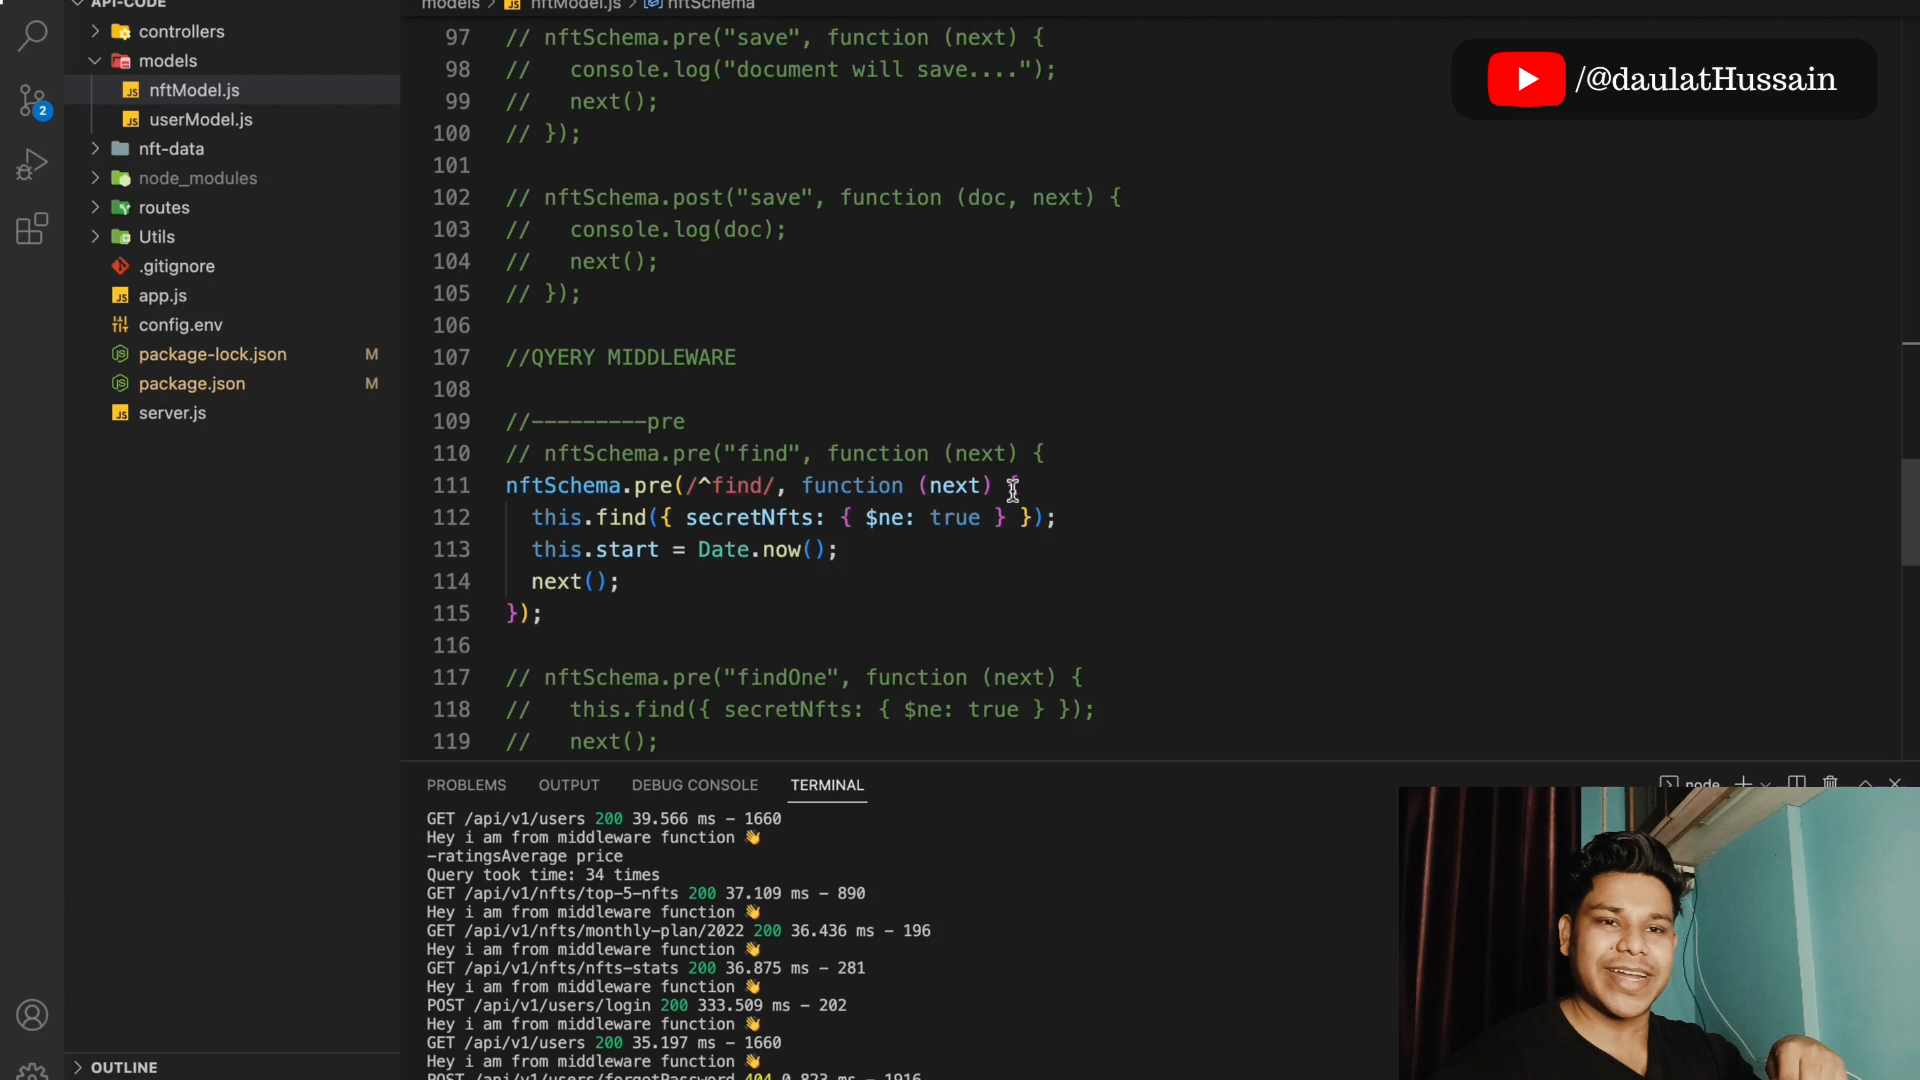 API-CODE
controllers
models
nftModel.js
userModel.js
nft-data
node_modules
routes
Utils
.gitignore
app.js
config.env
package-lock.json M
package.json M
server.js
OUTLINE
2
models > nftModel.js > nftSchema
/@daulatHussain
97 // nftSchema.pre("save", function (next) {
98 // console.log("document will save....");
99 // next();
100 // });
101
102 // nftSchema.post("save", function (doc, next) {
103 // console.log(doc);
104 // next();
105 // });
106
107 //QYERY MIDDLEWARE
108
109 //---------pre
110 // nftSchema.pre("find", function (next) {
111 nftSchema.pre(/^find/, function (next) {
112 this.find({ secretNfts: { $ne: true } });
113 this.start = Date.now();
114 next();
115 });
116
117 // nftSchema.pre("findOne", function (next) {
118 // this.find({ secretNfts: { $ne: true } });
119 // next();
PROBLEMS OUTPUT DEBUG CONSOLE TERMINAL
node
GET /api/v1/users 200 39.566 ms - 1660
Hey i am from middleware function 👋
-ratingsAverage price
Query took time: 34 times
GET /api/v1/nfts/top-5-nfts 200 37.109 ms - 890
Hey i am from middleware function 👋
GET /api/v1/nfts/monthly-plan/2022 200 36.436 ms - 196
Hey i am from middleware function 👋
GET /api/v1/nfts/nfts-stats 200 36.875 ms - 281
Hey i am from middleware function 👋
POST /api/v1/users/login 200 333.509 ms - 202
Hey i am from middleware function 👋
GET /api/v1/users 200 35.197 ms - 1660
Hey i am from middleware function 👋
POST /api/v1/users/forgetPassword 404 0.823 ms - 1916